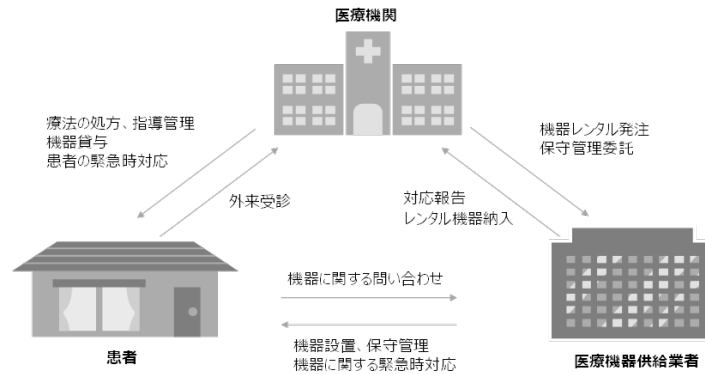 医療機関
療法の処方、指導管理
機器貸与
患者の緊急時対応
機器レンタル発注
保守管理委託
外来受診
対応報告
レンタル機器納入
機器に関する問い合わせ
機器設置、保守管理
機器に関する緊急時対応
患者
医療機器供給業者